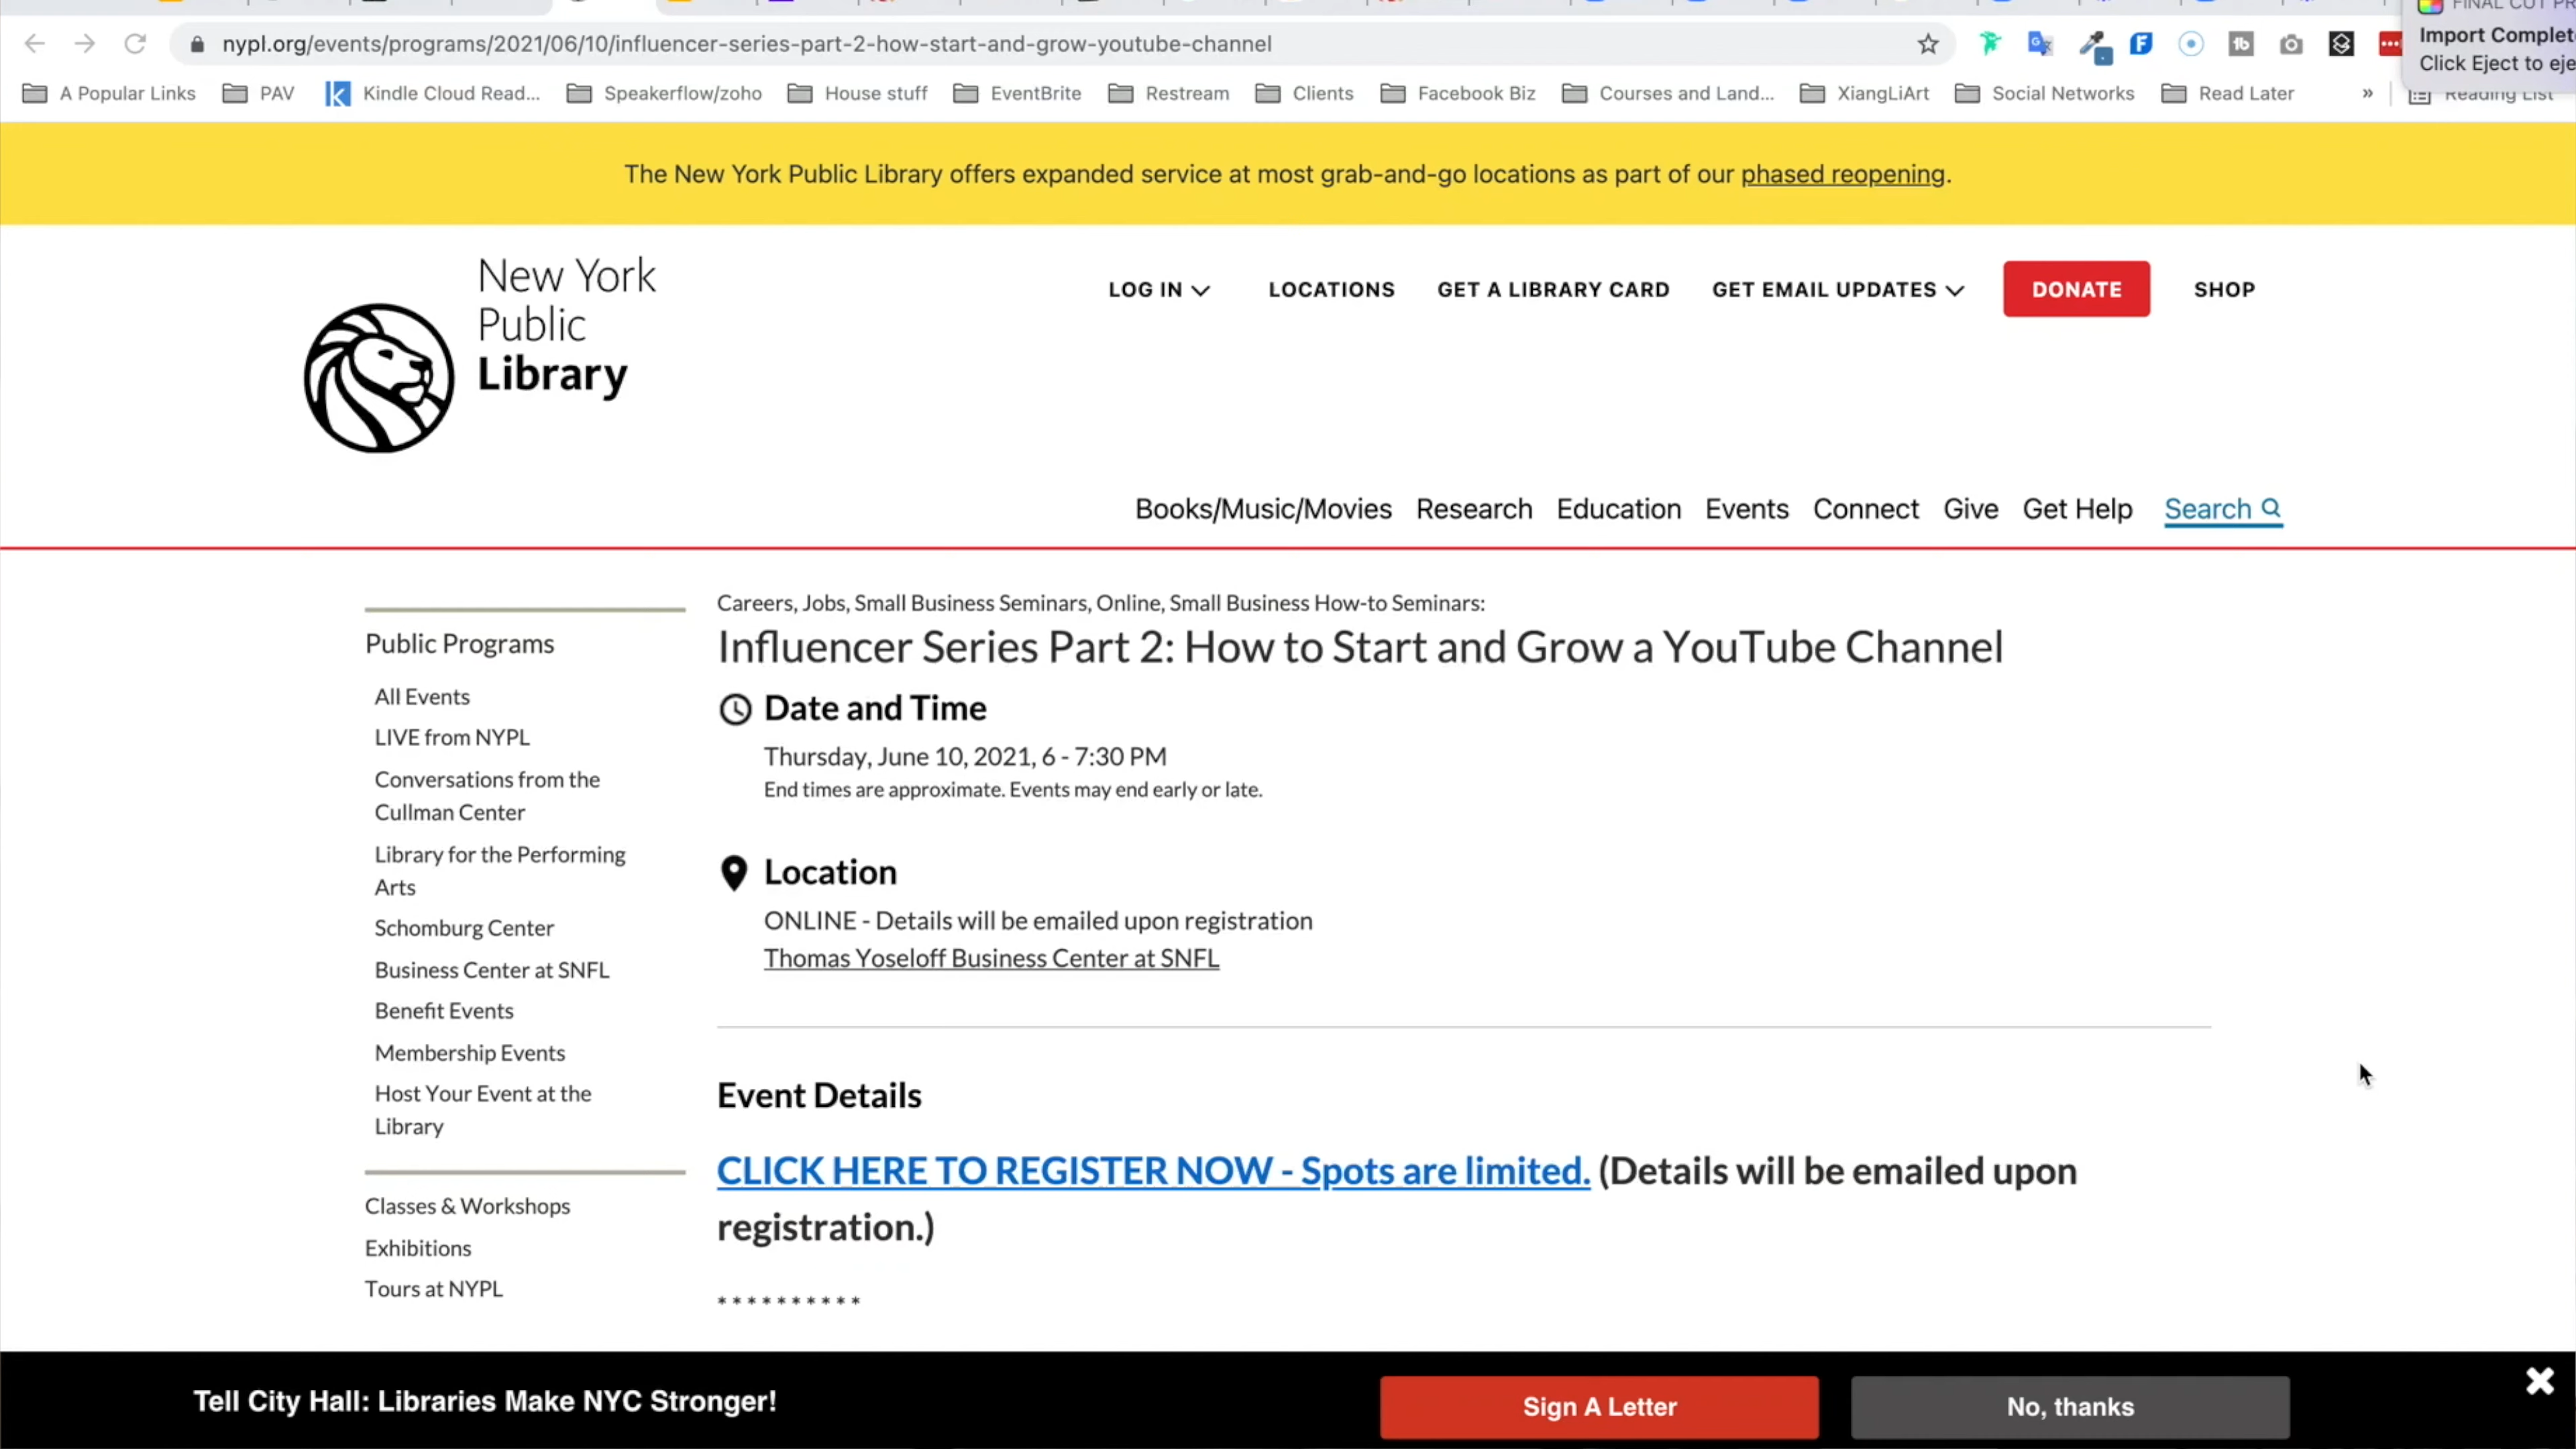 FINAL CUT PR
Import Complet
Click Eject to eje
nypl.org/events/programs/2021/06/10/influencer-series-part-2-how-start-and-grow-youtube-channel
A Popular Links PAV Kindle Cloud Read... Speakerflow/zoho House stuff EventBrite Restream Clients Facebook Biz Courses and Land... XiangLiArt Social Networks Read Later » Reading List
The New York Public Library offers expanded service at most grab-and-go locations as part of our phased reopening.
New York
Public
Library
LOG IN LOCATIONS GET A LIBRARY CARD GET EMAIL UPDATES DONATE SHOP
Books/Music/Movies Research Education Events Connect Give Get Help Search
Public Programs
All Events
LIVE from NYPL
Conversations from the
Cullman Center
Library for the Performing
Arts
Schomburg Center
Business Center at SNFL
Benefit Events
Membership Events
Host Your Event at the
Library
Classes & Workshops
Exhibitions
Tours at NYPL
Careers, Jobs, Small Business Seminars, Online, Small Business How-to Seminars:
Influencer Series Part 2: How to Start and Grow a YouTube Channel
Date and Time
Thursday, June 10, 2021, 6 - 7:30 PM
End times are approximate. Events may end early or late.
Location
ONLINE - Details will be emailed upon registration
Thomas Yoseloff Business Center at SNFL
Event Details
CLICK HERE TO REGISTER NOW - Spots are limited. (Details will be emailed upon
registration.)
* * * * * * * * * *
Tell City Hall: Libraries Make NYC Stronger!
Sign A Letter
No, thanks